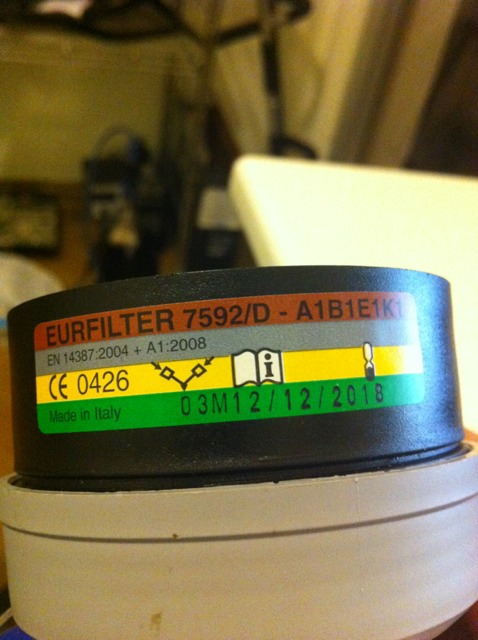 EURFILTER 7592/D - A1B1E1K1
EN 14387:2004 + A1:2008
CE 0426
Made in Italy
03M12/12/2018